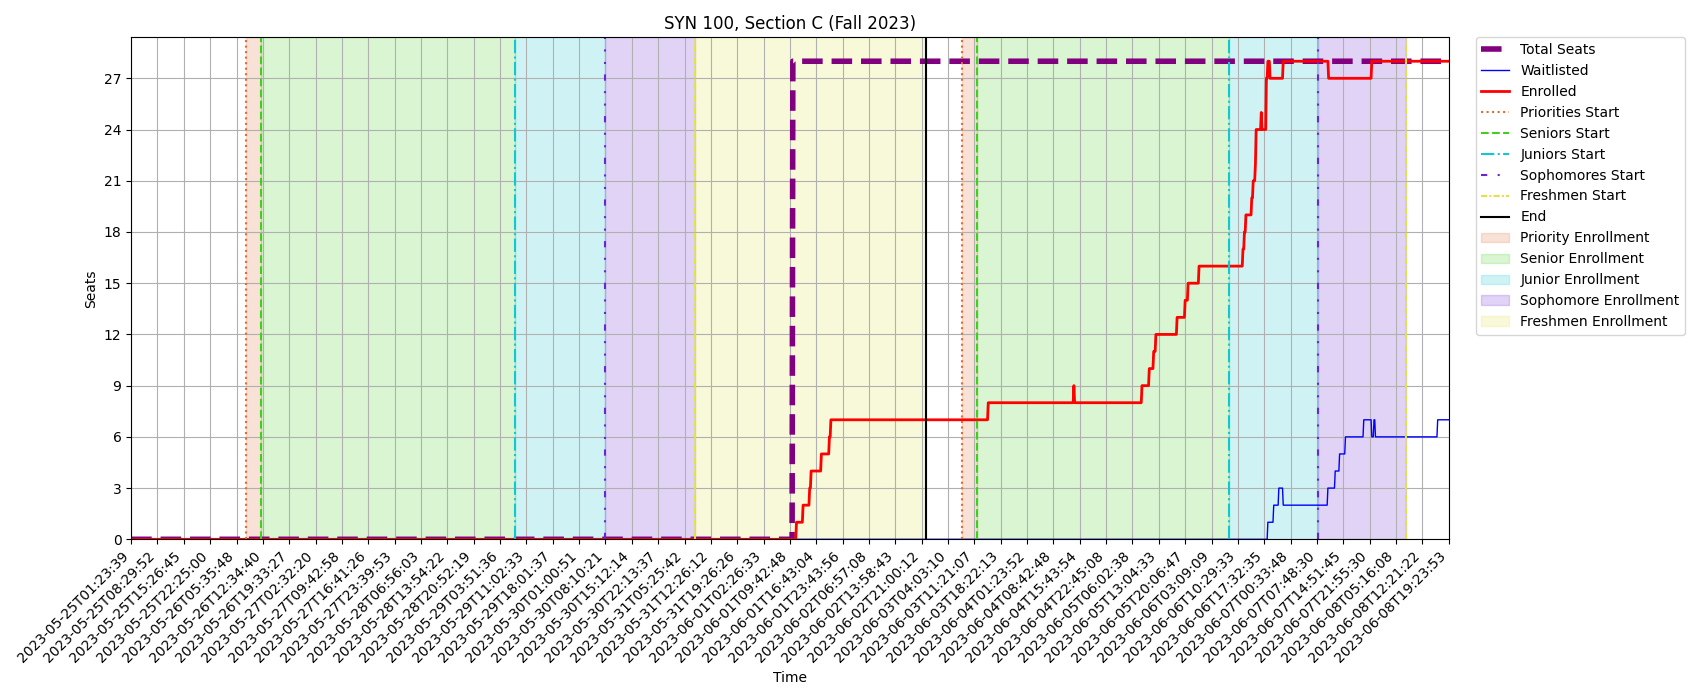 SYN 100, Section C (Fall 2023)
Seats
27
24
21
18
15
12
9
6
3
0
2023-05-25T01:23:39
2023-05-25T08:29:52
2023-05-25T15:26:45
2023-05-25T22:25:00
2023-05-26T05:35:48
2023-05-26T12:34:40
2023-05-26T19:33:27
2023-05-27T02:32:20
2023-05-27T09:42:58
2023-05-27T16:41:26
2023-05-27T23:39:53
2023-05-28T06:56:03
2023-05-28T13:54:22
2023-05-28T20:52:19
2023-05-29T03:51:36
2023-05-29T11:02:33
2023-05-29T18:01:37
2023-05-30T01:00:51
2023-05-30T08:10:21
2023-05-30T15:12:14
2023-05-30T22:13:37
2023-05-31T05:25:42
2023-05-31T12:26:12
2023-05-31T19:26:26
2023-06-01T02:26:33
2023-06-01T09:42:48
2023-06-01T16:43:04
2023-06-01T23:43:56
2023-06-02T06:57:08
2023-06-02T13:58:43
2023-06-02T21:00:12
2023-06-03T04:03:10
2023-06-03T11:21:07
2023-06-03T18:22:13
2023-06-04T01:23:52
2023-06-04T08:42:48
2023-06-04T15:43:54
2023-06-04T22:45:08
2023-06-05T06:02:38
2023-06-05T13:04:33
2023-06-05T20:06:47
2023-06-06T03:09:09
2023-06-06T10:29:33
2023-06-06T17:32:35
2023-06-07T00:33:48
2023-06-07T07:48:30
2023-06-07T14:51:45
2023-06-07T21:55:30
2023-06-08T05:16:09
2023-06-08T12:21:22
2023-06-08T19:23:53
Time
Total Seats
Waitlisted
Enrolled
Priorities Start
Seniors Start
Juniors Start
Sophomores Start
Freshmen Start
End
Priority Enrollment
Senior Enrollment
Junior Enrollment
Sophomore Enrollment
Freshmen Enrollment